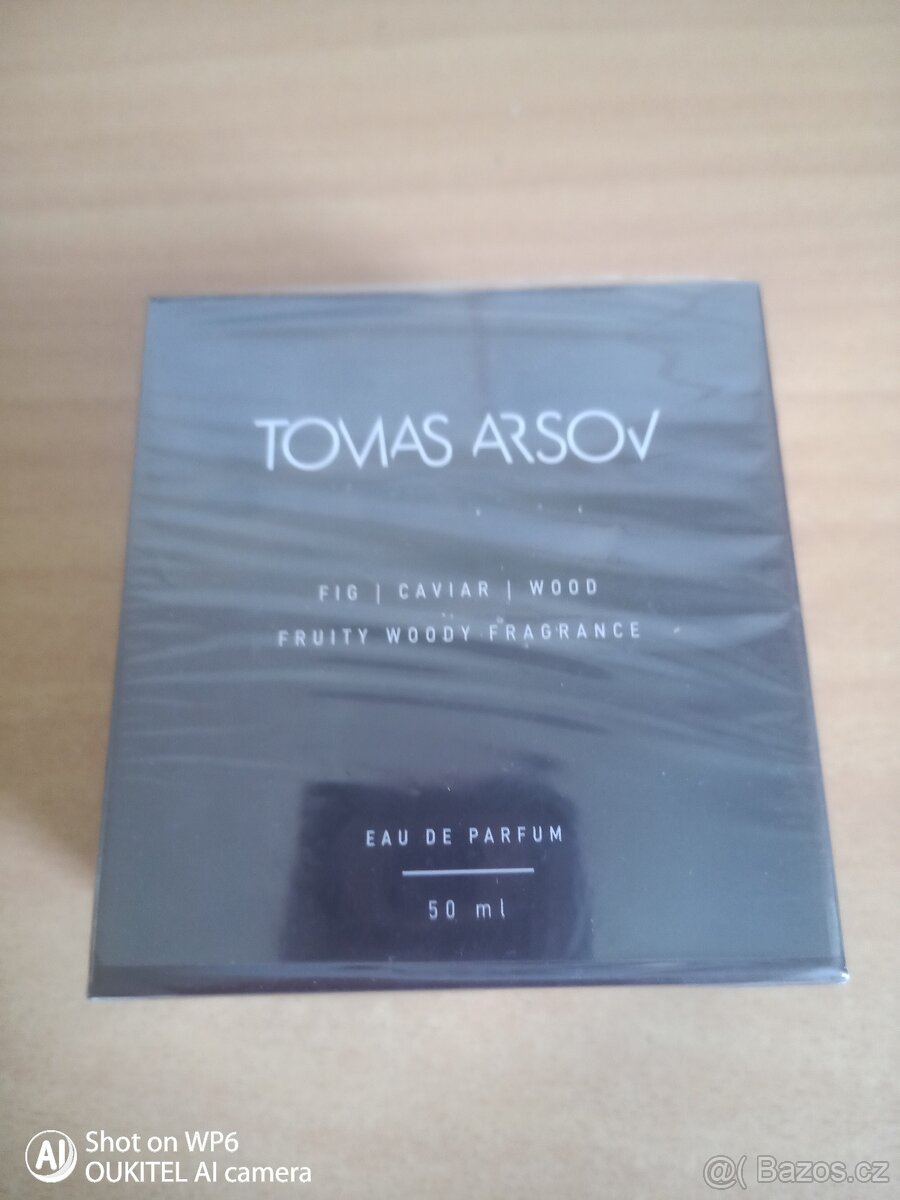 TOMAS ARSOV
FIG | CAVIAR | WOOD
FRUITY WOODY FRAGRANCE
EAU DE PARFUM
50 ml
AI Shot on WP6
OUKITEL AI camera
@( Bazos.cz